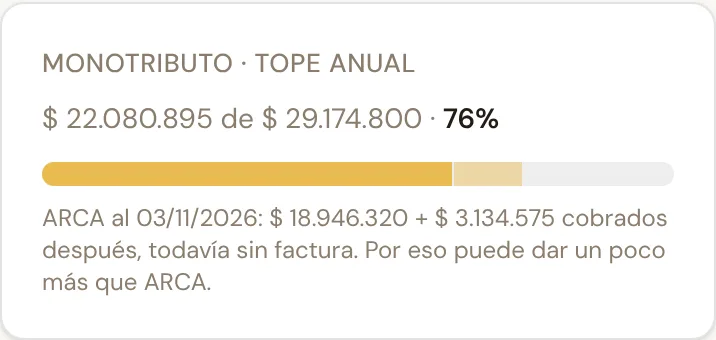 MONOTRIBUTO · TOPE ANUAL
$ 22.080.895 de $ 29.174.800 · 76%
ARCA al 03/11/2026: $ 18.946.320 + $ 3.134.575 cobrados
después, todavía sin factura. Por eso puede dar un poco
más que ARCA.